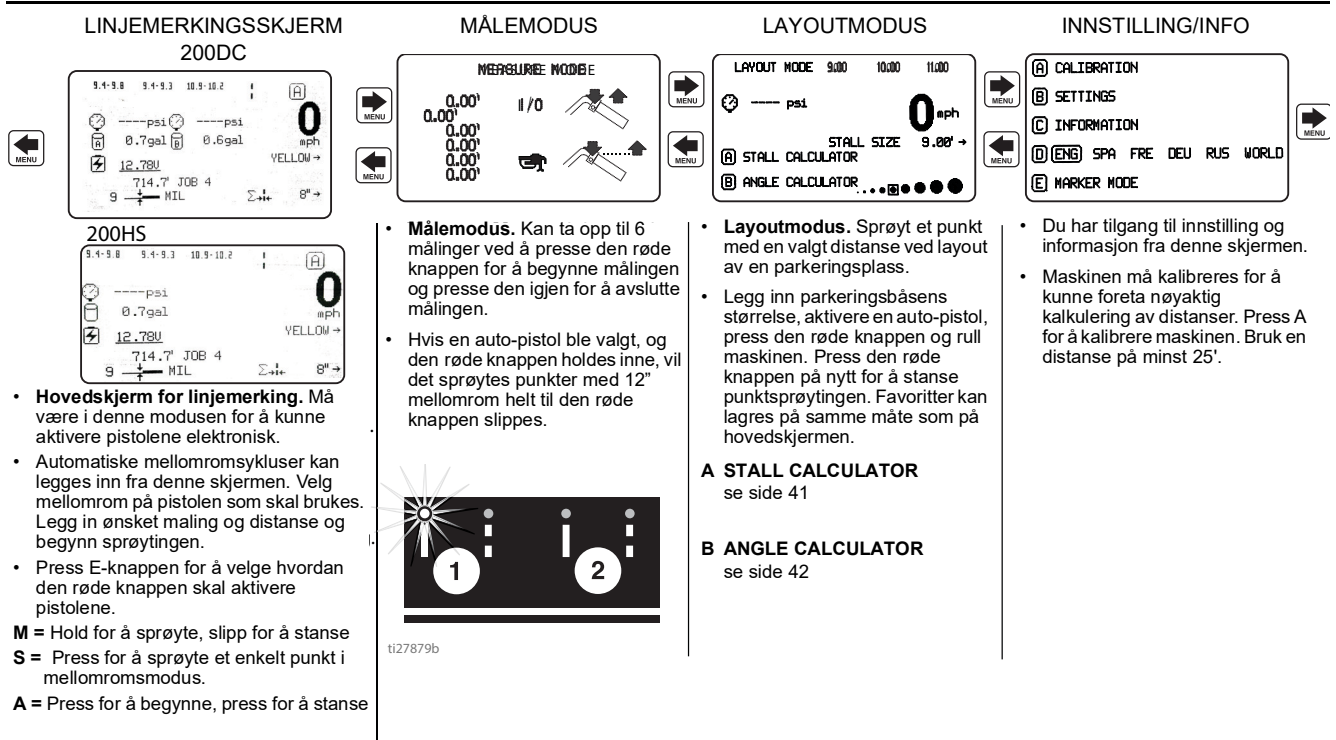 LINJEMERKINGSSKJERM
200DC
9.4-9.8 9.4-9.3 10.9-10.2 A
----psi ----psi
0
A 0.7gal B 0.6gal mph
12.78U YELLOW →
714.7' JOB 4
9 MIL Σ 8" →
MENU
200HS
9.4-9.8 9.4-9.3 10.9-10.2 A
----psi
0
0.7gal mph
12.78U YELLOW →
714.7' JOB 4
9 MIL Σ 8" →
• Hovedskjerm for linjemerking. Må
være i denne modusen for å kunne
aktivere pistolene elektronisk.
• Automatiske mellomromsykluser kan
legges inn fra denne skjermen. Velg
mellomrom på pistolen som skal brukes.
Legg in ønsket maling og distanse og
begynn sprøytingen.
• Press E-knappen for å velge hvordan
den røde knappen skal aktivere
pistolene.
M = Hold for å sprøyte, slipp for å stanse
S = Press for å sprøyte et enkelt punkt i
mellomromsmodus.
A = Press for å begynne, press for å stanse
MENU
MENU
MÅLEMODUS
MEASURE MODE
0.00'
0.00'
0.00'
0.00'
0.00'
0.00'
I/O
• Målemodus. Kan ta opp til 6
målinger ved å presse den røde
knappen for å begynne målingen
og presse den igjen for å avslutte
målingen.
• Hvis en auto-pistol ble valgt, og
den røde knappen holdes inne, vil
det sprøytes punkter med 12”
mellomrom helt til den røde
knappen slippes.
1 2
ti27879b
MENU
MENU
LAYOUTMODUS
LAYOUT MODE 9.00 10.00 11.00
---- psi 0 mph
STALL SIZE 9.00' →
A STALL CALCULATOR
B ANGLE CALCULATOR
• Layoutmodus. Sprøyt et punkt
med en valgt distanse ved layout
av en parkeringsplass.
• Legg inn parkeringsbåsens
størrelse, aktivere en auto-pistol,
press den røde knappen og rull
maskinen. Press den røde
knappen på nytt for å stanse
punktsprøytingen. Favoritter kan
lagres på samme måte som på
hovedskjermen.
A STALL CALCULATOR
se side 41
B ANGLE CALCULATOR
se side 42
MENU
MENU
INNSTILLING/INFO
A CALIBRATION
B SETTINGS
C INFORMATION
D ENG SPA FRE DEU RUS WORLD
E MARKER MODE
MENU
• Du har tilgang til innstilling og
informasjon fra denne skjermen.
• Maskinen må kalibreres for å
kunne foreta nøyaktig
kalkulering av distanser. Press A
for å kalibrere maskinen. Bruk en
distanse på minst 25'.